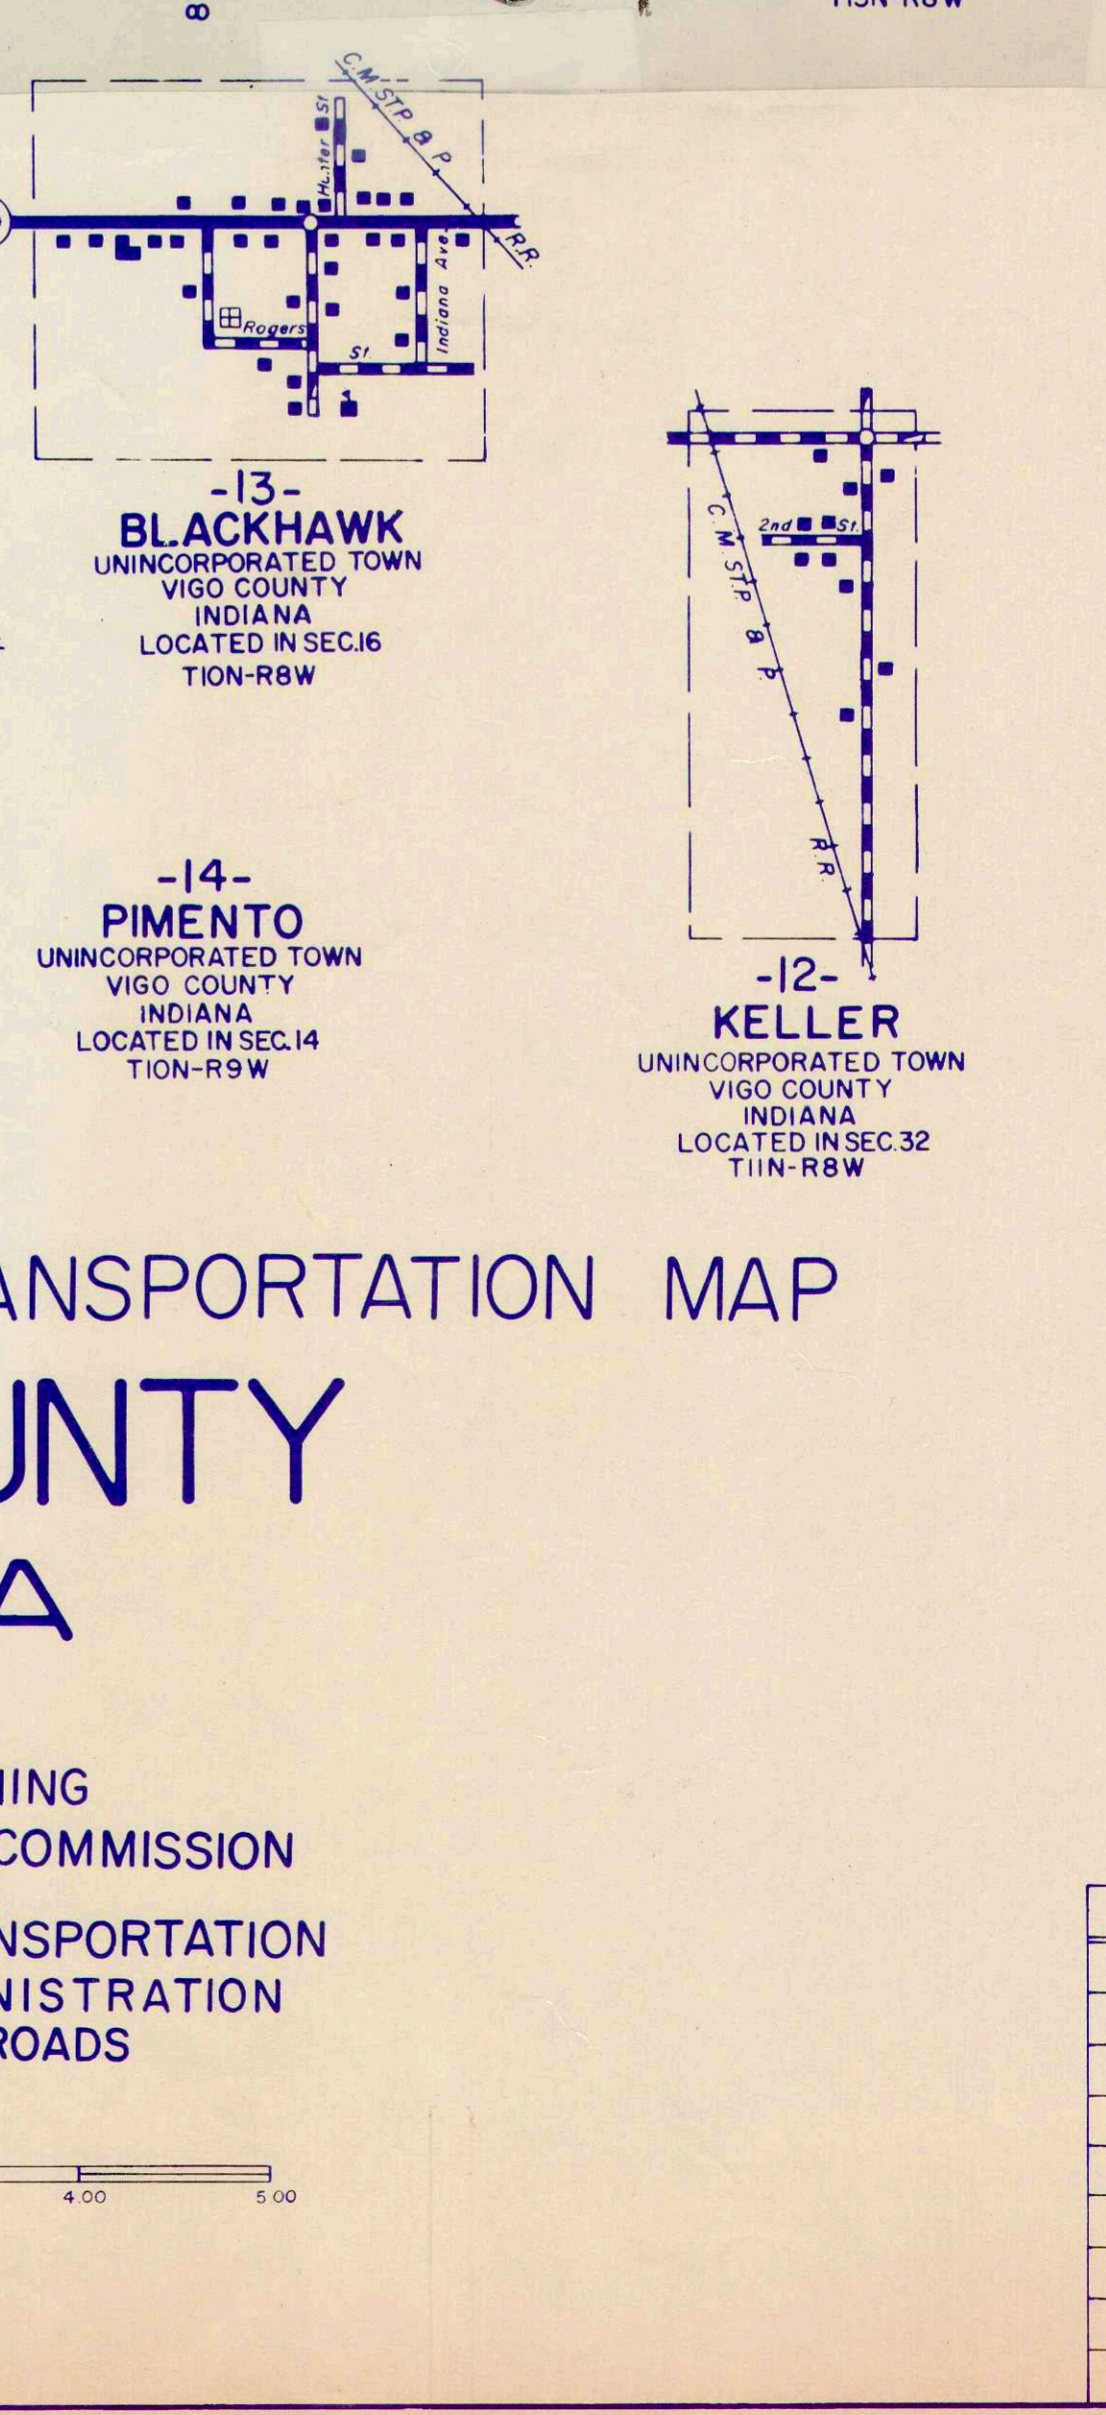 8
C.M.ST.P. & P.
R.R.
Hunter St
Indiana Ave.
Rogers
St.
-13-
BLACKHAWK
UNINCORPORATED TOWN
VIGO COUNTY
INDIANA
LOCATED IN SEC.16
T10N-R8W
2nd St.
C. M. ST.P. & P.
R.R.
-14-
PIMENTO
UNINCORPORATED TOWN
VIGO COUNTY
INDIANA
LOCATED IN SEC.14
T10N-R9W
-12-
KELLER
UNINCORPORATED TOWN
VIGO COUNTY
INDIANA
LOCATED IN SEC.32
T11N-R8W
ANSPORTATION MAP
UNTY
A
NING
COMMISSION
NSPORTATION
NISTRATION
ROADS
4.00 5.00